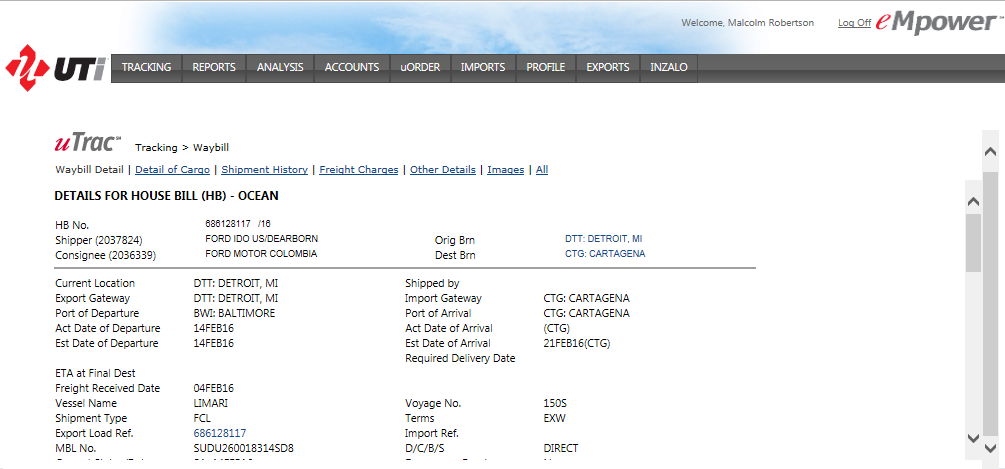 Welcome, Malcolm Robertson Log Off eMpower
UTi TRACKING REPORTS ANALYSIS ACCOUNTS uORDER IMPORTS PROFILE EXPORTS INZALO
uTrac℠ Tracking > Waybill
Waybill Detail | Detail of Cargo | Shipment History | Freight Charges | Other Details | Images | All
DETAILS FOR HOUSE BILL (HB) - OCEAN
HB No. 686128117 /16
Shipper (2037824) FORD IDO US/DEARBORN Orig Brn DTT: DETROIT, MI
Consignee (2036339) FORD MOTOR COLOMBIA Dest Brn CTG: CARTAGENA
Current Location DTT: DETROIT, MI Shipped by
Export Gateway DTT: DETROIT, MI Import Gateway CTG: CARTAGENA
Port of Departure BWI: BALTIMORE Port of Arrival CTG: CARTAGENA
Act Date of Departure 14FEB16 Act Date of Arrival (CTG)
Est Date of Departure 14FEB16 Est Date of Arrival 21FEB16(CTG)
Required Delivery Date
ETA at Final Dest
Freight Received Date 04FEB16
Vessel Name LIMARI Voyage No. 150S
Shipment Type FCL Terms EXW
Export Load Ref. 686128117 Import Ref.
MBL No. SUDU260018314SD8 D/C/B/S DIRECT